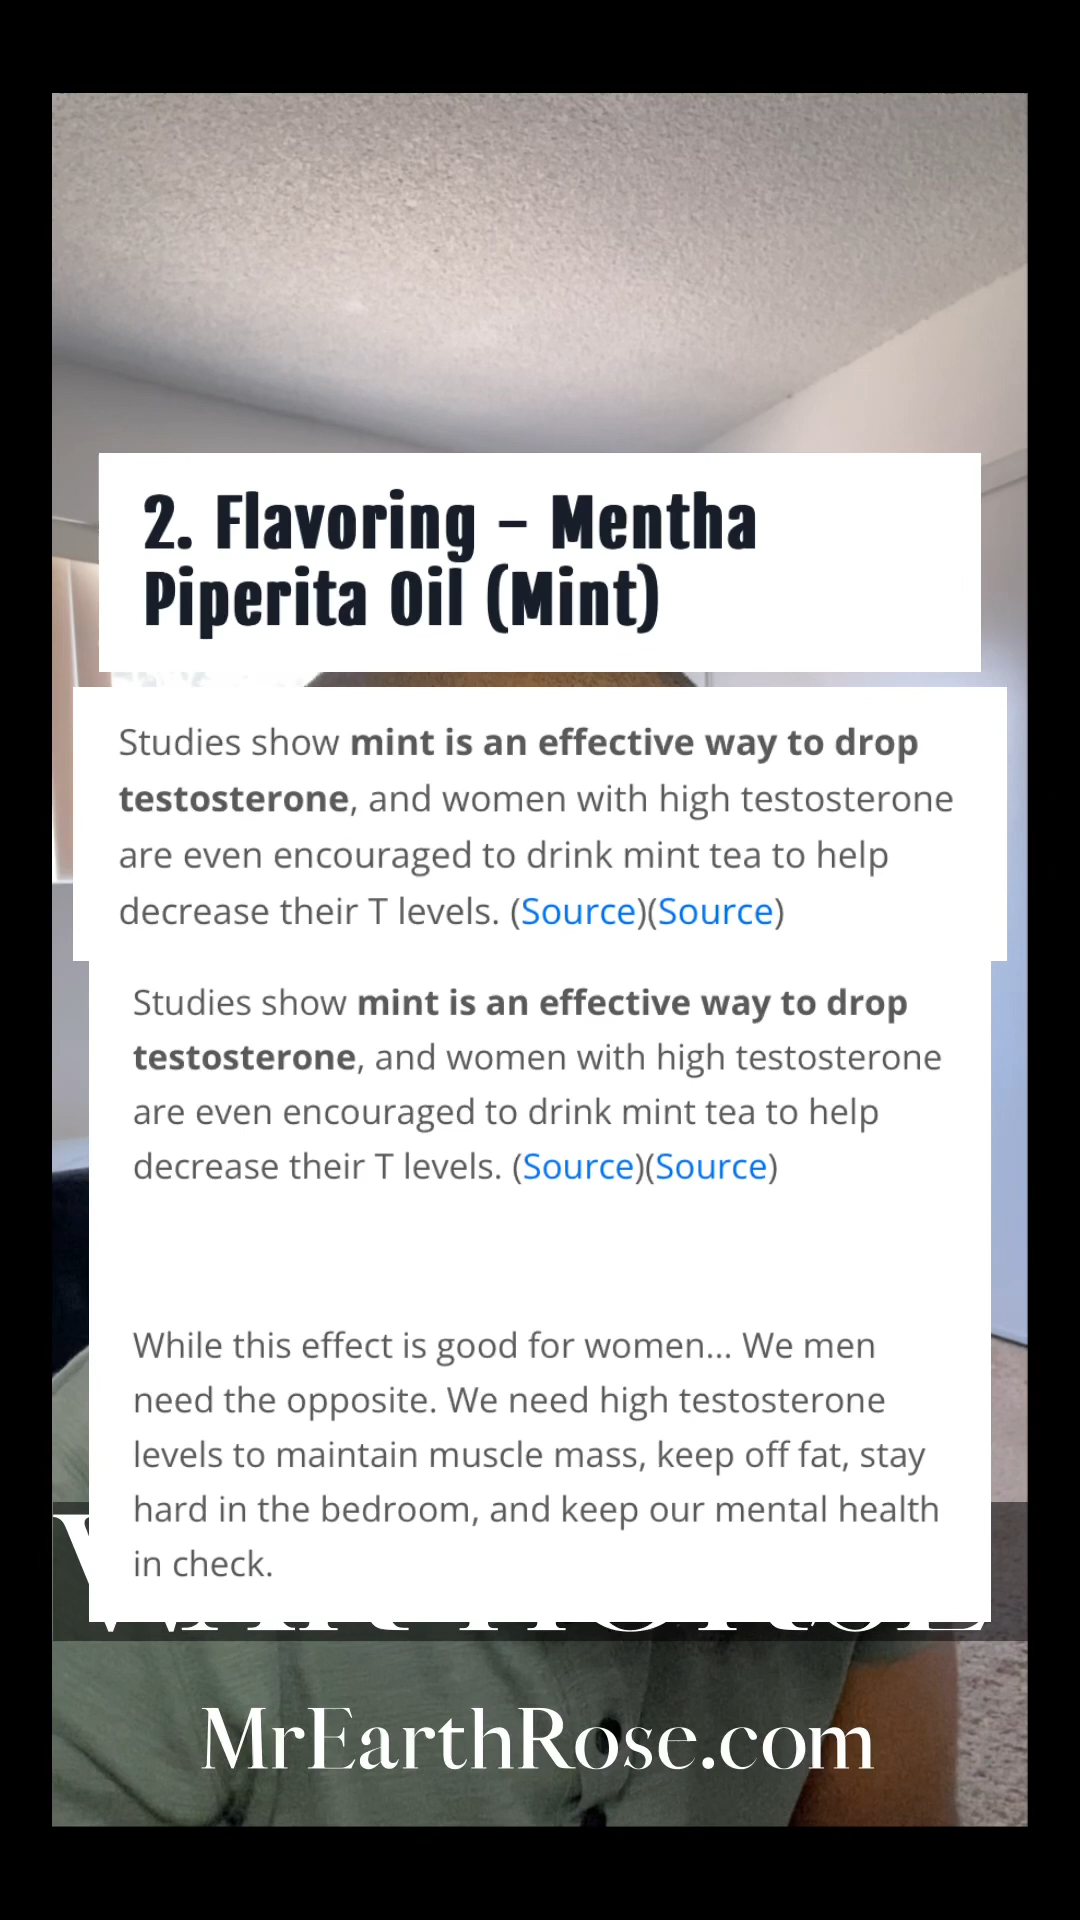 2. Flavoring – Mentha
Piperita Oil (Mint)
Studies show mint is an effective way to drop
testosterone, and women with high testosterone
are even encouraged to drink mint tea to help
decrease their T levels. (Source)(Source)
Studies show mint is an effective way to drop
testosterone, and women with high testosterone
are even encouraged to drink mint tea to help
decrease their T levels. (Source)(Source)
While this effect is good for women... We men
need the opposite. We need high testosterone
levels to maintain muscle mass, keep off fat, stay
hard in the bedroom, and keep our mental health
in check.
MrEarthRose.com